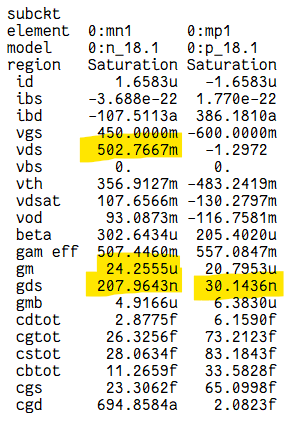 subckt
element 0:mn1 0:mp1
model 0:n_18.1 0:p_18.1
region Saturation Saturation
id 1.6583u -1.6583u
ibs -3.688e-22 1.770e-22
ibd -107.5113a 386.1810a
vgs 450.0000m -600.0000m
vds 502.7667m -1.2972
vbs 0. 0.
vth 356.9127m -483.2419m
vdsat 107.6566m -130.2797m
vod 93.0873m -116.7581m
beta 302.6434u 205.4020u
gam eff 507.4460m 557.0847m
gm 24.2555u 20.7953u
gds 207.9643n 30.1436n
gmb 4.9166u 6.3830u
cdtot 2.8775f 6.1590f
cgtot 26.3256f 73.2123f
cstot 28.0634f 83.1843f
cbtot 11.2659f 33.5828f
cgs 23.3062f 65.0998f
cgd 694.8584a 2.0823f